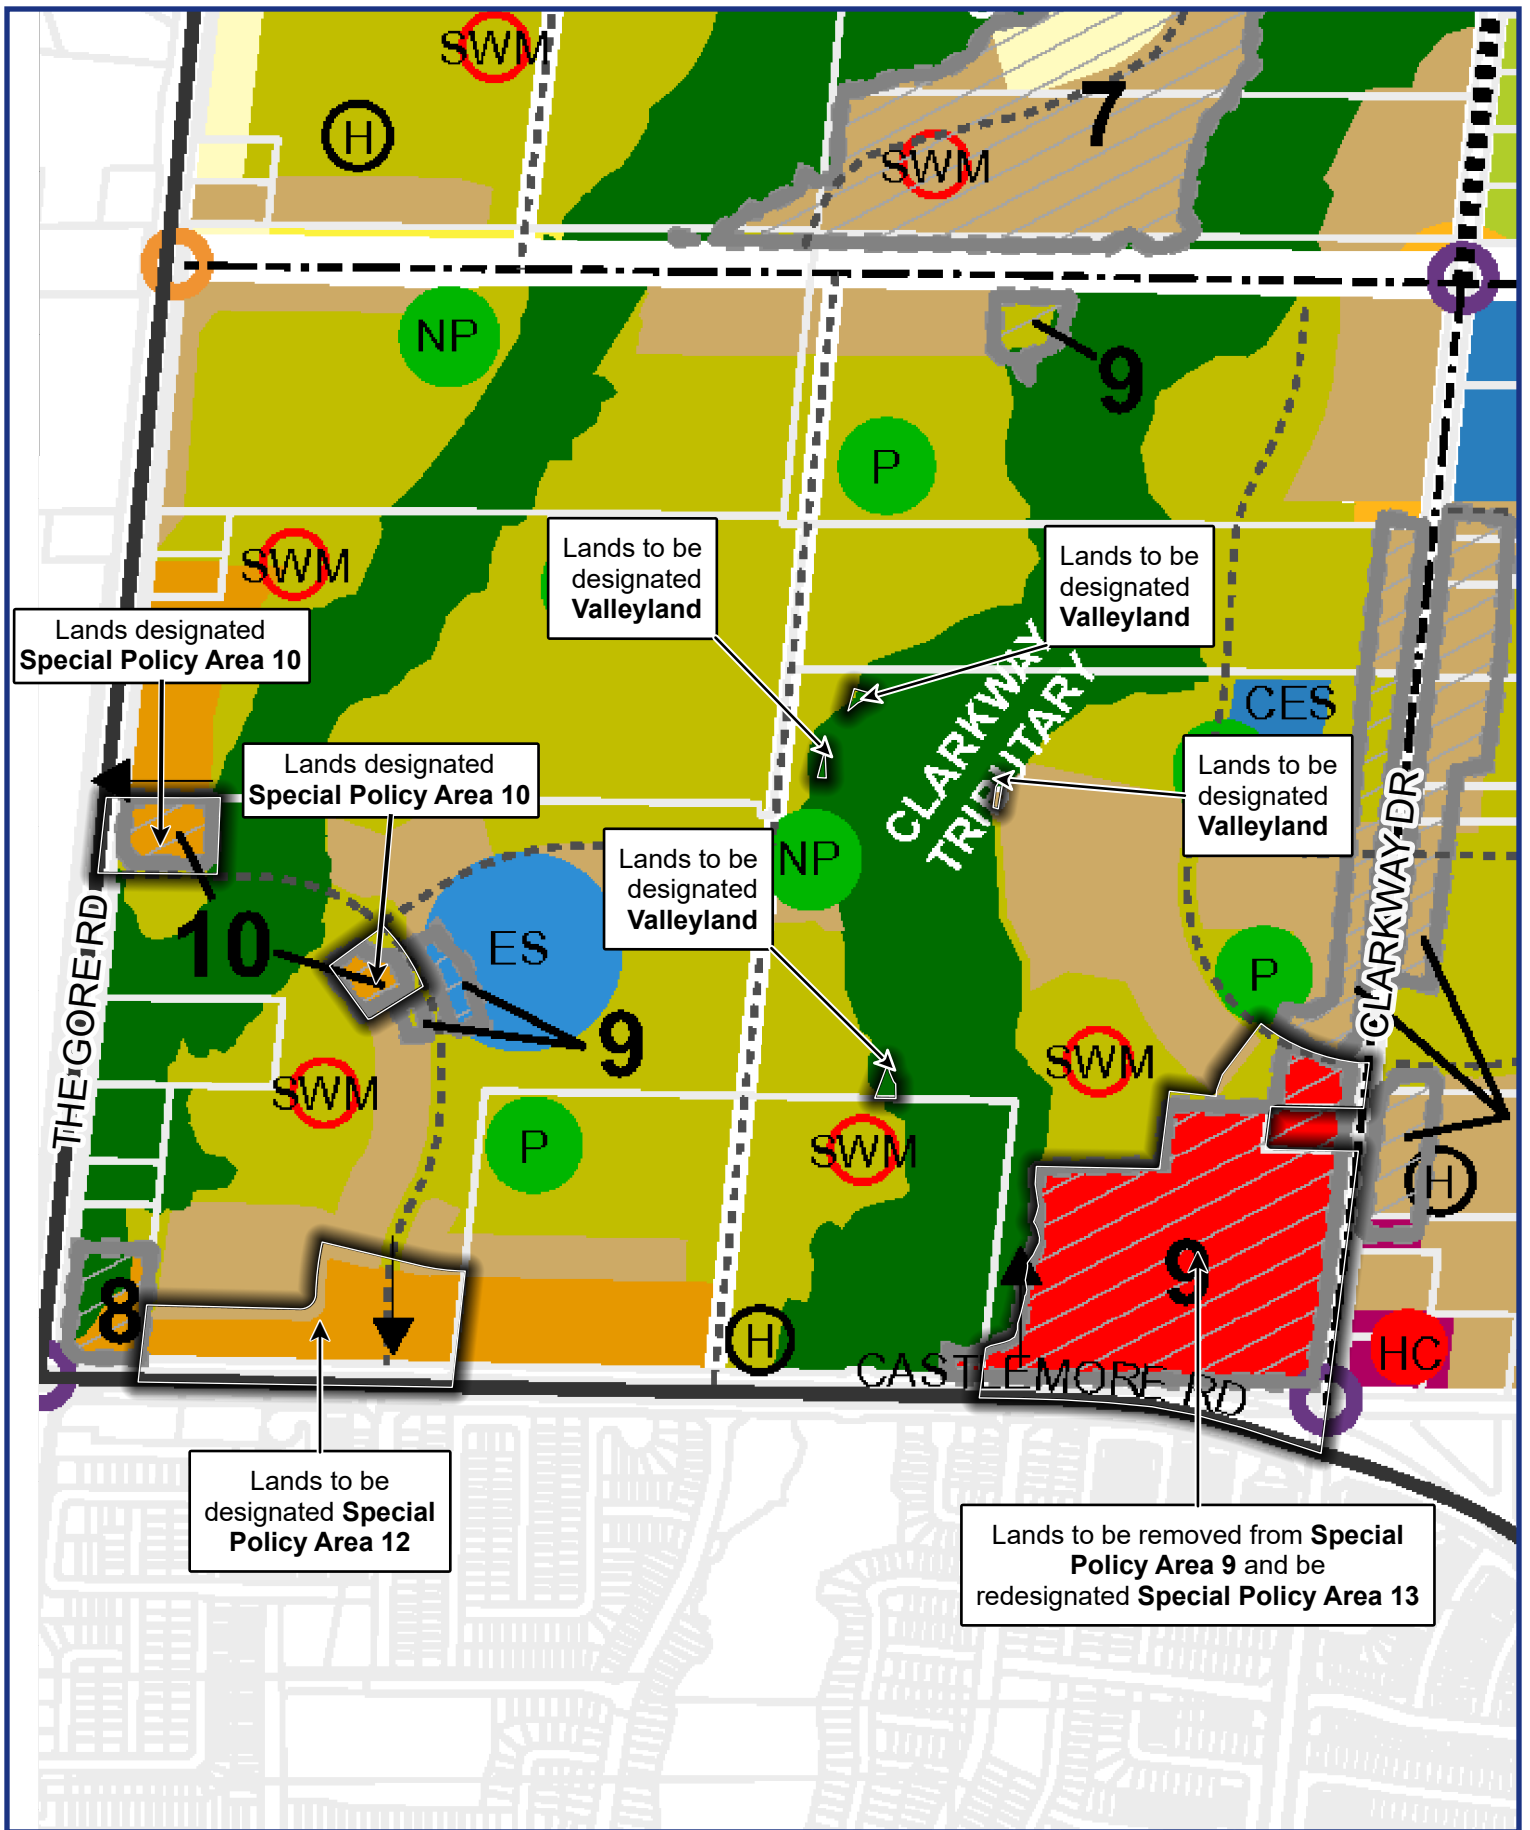 SWM
H
7
SWM
NP
9
P
SWM
Lands to be
designated
Valleyland
Lands to be
designated
Valleyland
Lands designated
Special Policy Area 10
CLARKWAY
TRIBUTARY
CES
Lands designated
Special Policy Area 10
Lands to be
designated
Valleyland
CLARKWAY DR
Lands to be
designated
Valleyland
NP
10
ES
P
THE GORE RD
9
SWM
SWM
P
SWM
H
8
9
H
HC
CASTLEMORE RD
Lands to be
designated Special
Policy Area 12
Lands to be removed from Special
Policy Area 9 and be
redesignated Special Policy Area 13